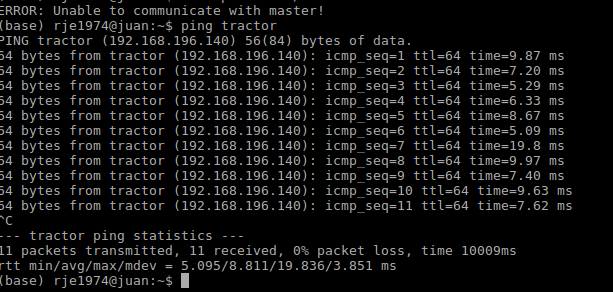 ERROR: Unable to communicate with master!
(base) rje1974@juan:~$ ping tractor
PING tractor (192.168.196.140) 56(84) bytes of data.
64 bytes from tractor (192.168.196.140): icmp_seq=1 ttl=64 time=9.87 ms
64 bytes from tractor (192.168.196.140): icmp_seq=2 ttl=64 time=7.20 ms
64 bytes from tractor (192.168.196.140): icmp_seq=3 ttl=64 time=5.29 ms
64 bytes from tractor (192.168.196.140): icmp_seq=4 ttl=64 time=6.33 ms
64 bytes from tractor (192.168.196.140): icmp_seq=5 ttl=64 time=8.67 ms
64 bytes from tractor (192.168.196.140): icmp_seq=6 ttl=64 time=5.09 ms
64 bytes from tractor (192.168.196.140): icmp_seq=7 ttl=64 time=19.8 ms
64 bytes from tractor (192.168.196.140): icmp_seq=8 ttl=64 time=9.97 ms
64 bytes from tractor (192.168.196.140): icmp_seq=9 ttl=64 time=7.40 ms
64 bytes from tractor (192.168.196.140): icmp_seq=10 ttl=64 time=9.63 ms
64 bytes from tractor (192.168.196.140): icmp_seq=11 ttl=64 time=7.62 ms
^C
--- tractor ping statistics ---
11 packets transmitted, 11 received, 0% packet loss, time 10009ms
rtt min/avg/max/mdev = 5.095/8.811/19.836/3.851 ms
(base) rje1974@juan:~$